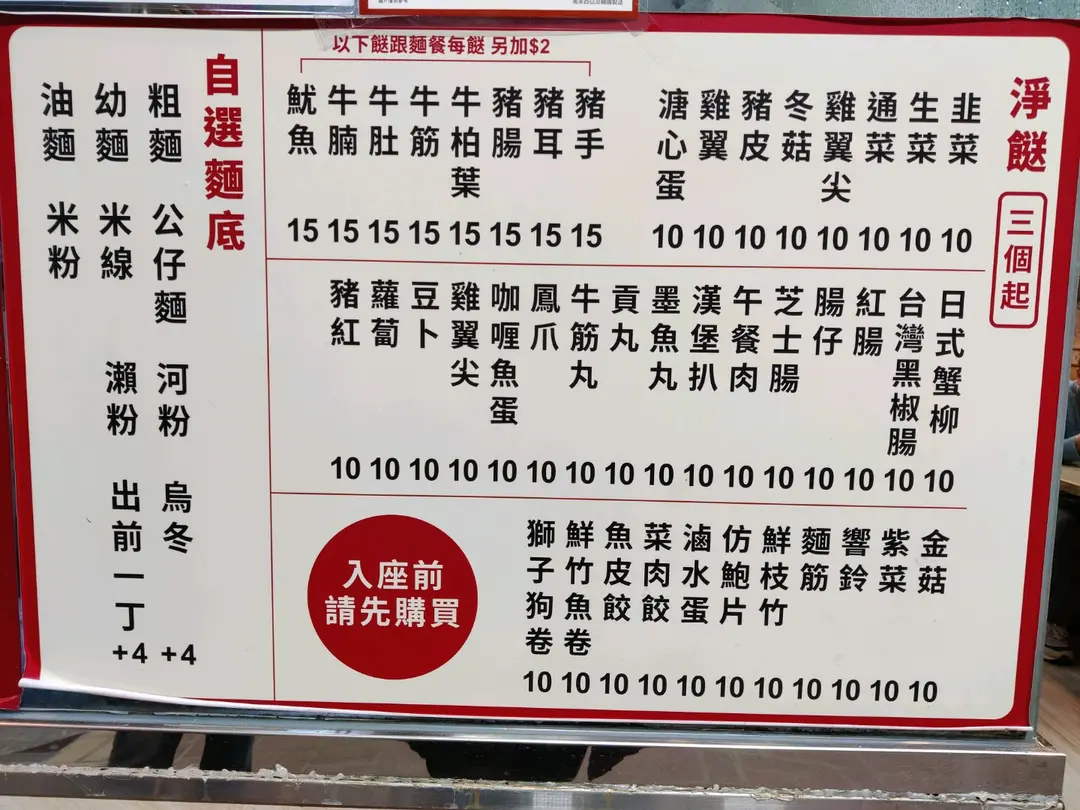 淨餸
三個起
韭菜 10
生菜 10
通菜 10
雞翼尖 10
冬菇 10
豬皮 10
雞翼 10
溏心蛋 10
以下餸跟麵餐每餸 另加$2
豬手 15
豬耳 15
豬腸 15
牛柏葉 15
牛筋 15
牛肚 15
牛腩 15
魷魚 15
日式蟹柳 10
台灣黑椒腸 10
紅腸 10
腸仔 10
芝士腸 10
午餐肉 10
漢堡扒 10
墨魚丸 10
貢丸 10
牛筋丸 10
鳳爪 10
咖喱魚蛋 10
雞翼尖 10
豆卜 10
蘿蔔 10
豬紅 10
金菇 10
紫菜 10
響鈴 10
麵筋 10
鮮枝竹 10
仿鮑片 10
滷水蛋 10
菜肉餃 10
魚皮餃 10
鮮竹魚卷 10
獅子狗卷 10
入座前
請先購買
自選麵底
粗麵 公仔麵 河粉 烏冬 +4
幼麵 米線 瀨粉 出前一丁 +4
油麵 米粉